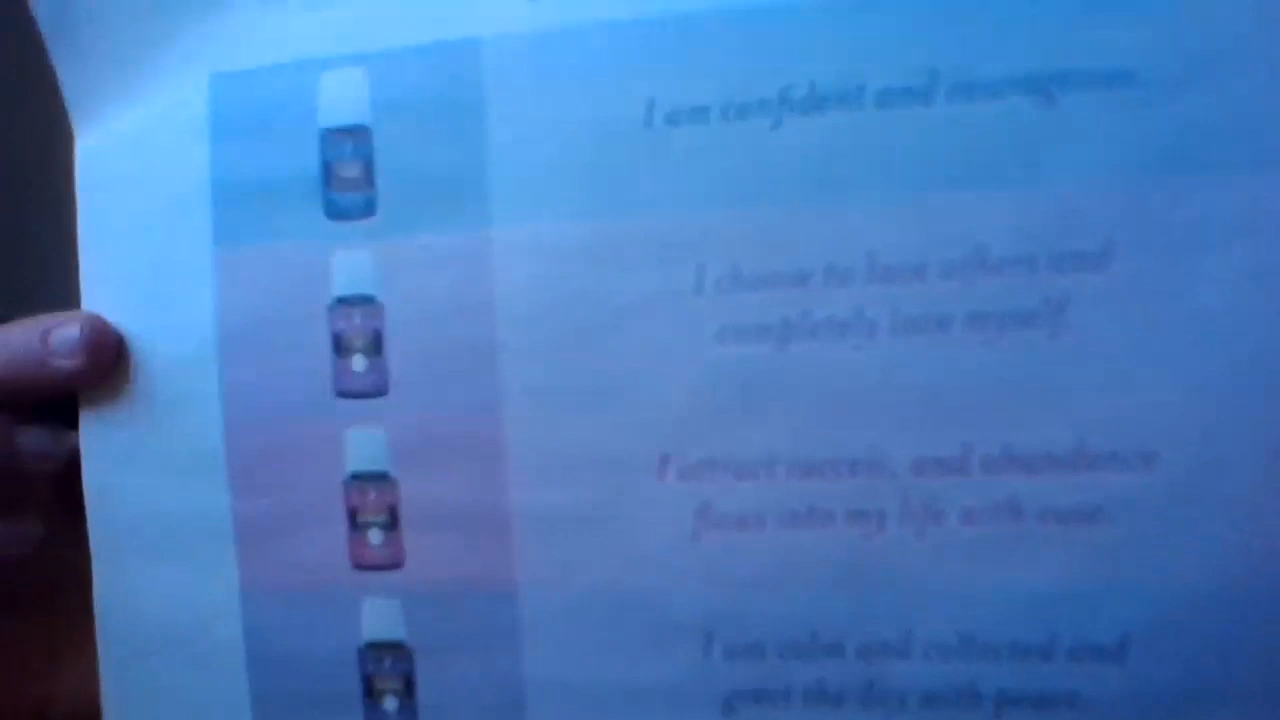 I am confident and courageous.
I choose to love others and
completely love myself.
I attract success, and abundance
flows into my life with ease.
I am calm and collected and
greet the day with peace.